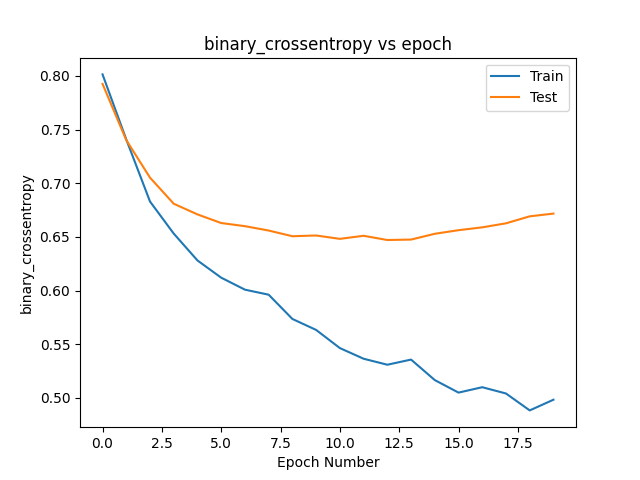 binary_crossentropy vs epoch
Train
Test
0.80
0.75
0.70
0.65
0.60
0.55
0.50
binary_crossentropy
0.0 2.5 5.0 7.5 10.0 12.5 15.0 17.5
Epoch Number